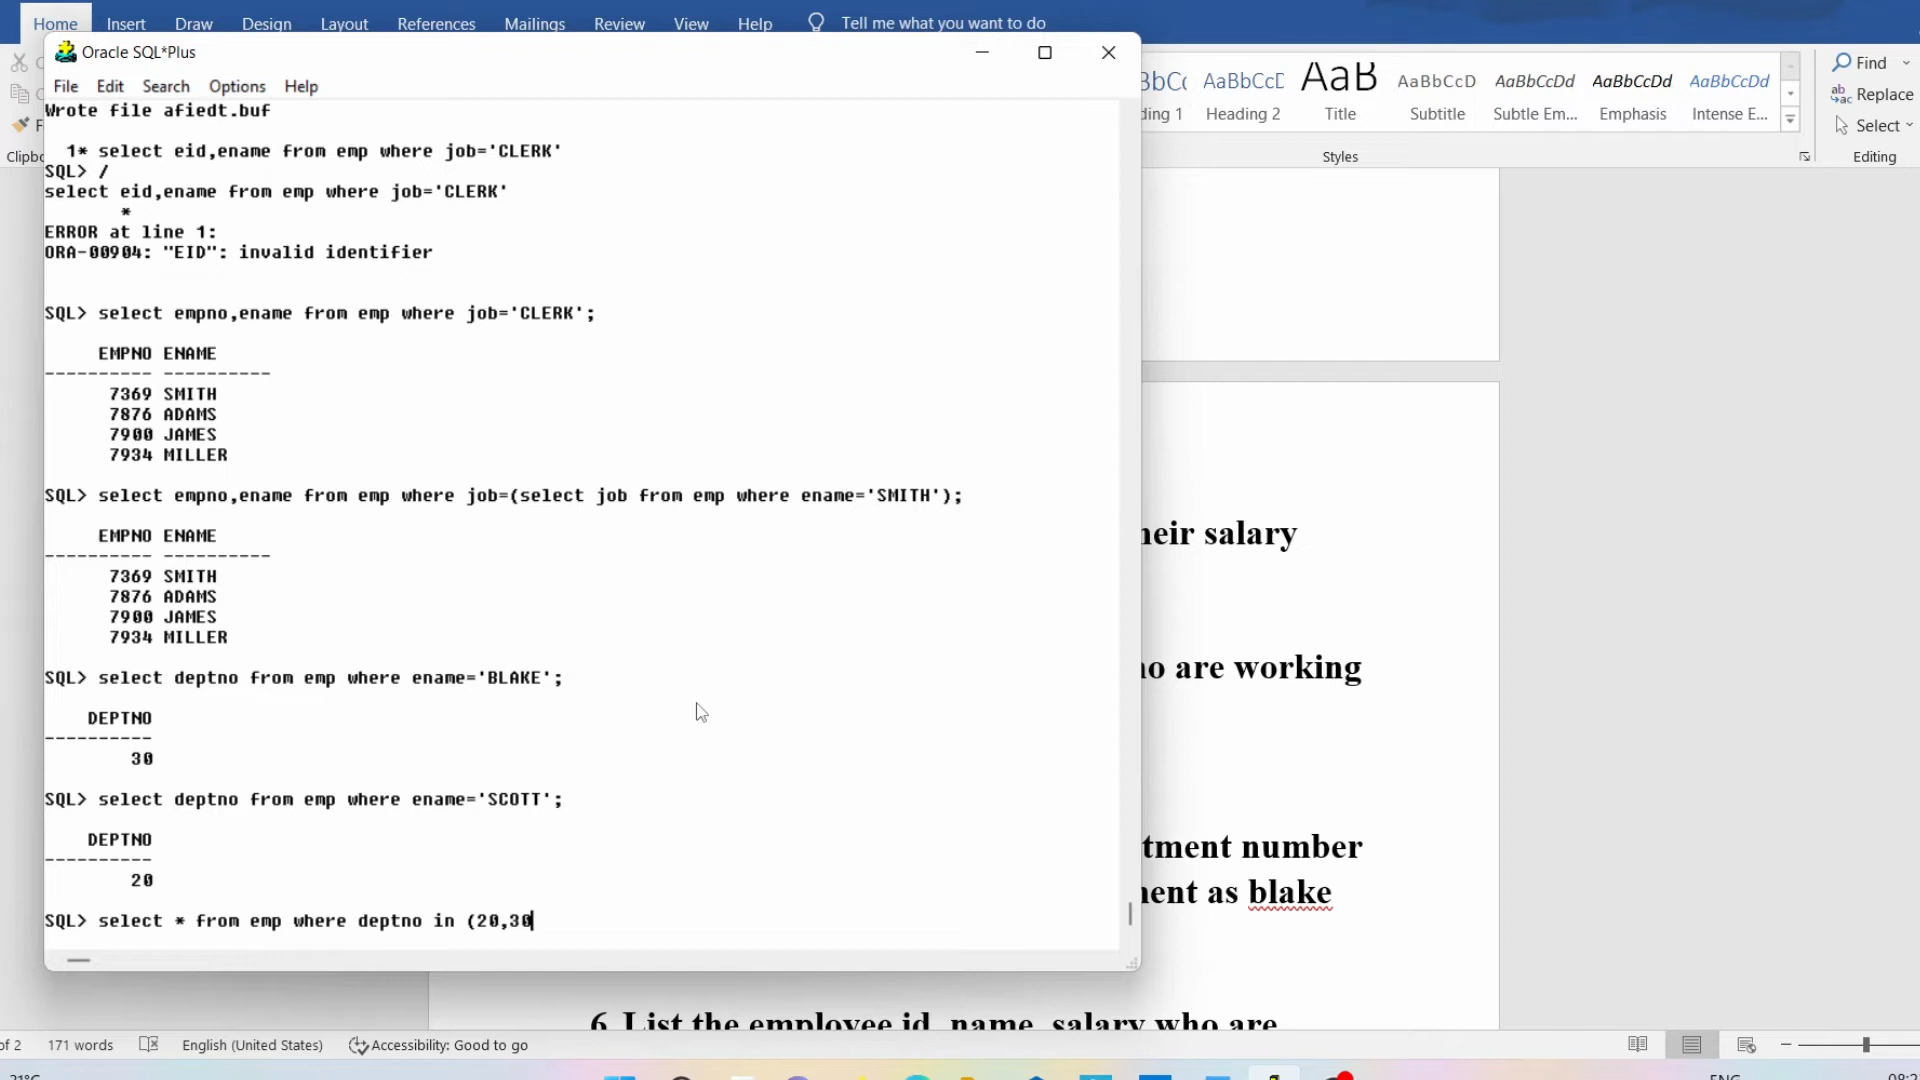 Home Insert Draw Design Layout References Mailings Review View Help Tell me what you want to do
Oracle SQL*Plus
File Edit Search Options Help
Wrote file afiedt.buf
1* select eid,ename from emp where job='CLERK'
SQL> /
select eid,ename from emp where job='CLERK'
*
ERROR at line 1:
ORA-00904: "EID": invalid identifier
SQL> select empno,ename from emp where job='CLERK';
EMPNO ENAME
---------- ----------
7369 SMITH
7876 ADAMS
7900 JAMES
7934 MILLER
SQL> select empno,ename from emp where job=(select job from emp where ename='SMITH');
EMPNO ENAME
---------- ----------
7369 SMITH
7876 ADAMS
7900 JAMES
7934 MILLER
SQL> select deptno from emp where ename='BLAKE';
DEPTNO
----------
30
SQL> select deptno from emp where ename='SCOTT';
DEPTNO
----------
20
SQL> select * from emp where deptno in (20,30
AaBbCcD AaB AaBbCcD AaBbCcDd AaBbCcDd AaBbCcDd
ding 1 Heading 2 Title Subtitle Subtle Em... Emphasis Intense E...
Styles
Find
Replace
Select
Editing
Clipbo
heir salary
ho are working
tment number
ment as blake
6. List the employee id, name, salary who are
of 2 171 words English (United States) Accessibility: Good to go
21°C
ENG